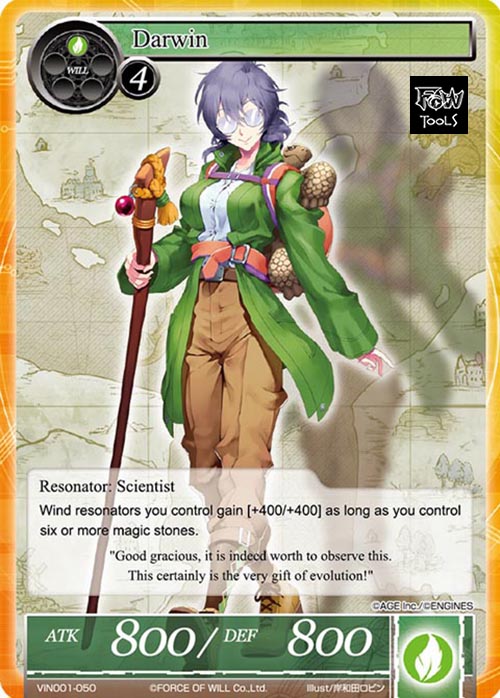 Darwin
WILL
4
FOW
TOOLS
Resonator: Scientist
Wind resonators you control gain [+400/+400] as long as you control
six or more magic stones.
"Good gracious, it is indeed worth to observe this.
This certainly is the very gift of evolution!"
©AGE Inc./©ENGINES
ATK 800 / DEF 800
VIN001-050 ©FORCE OF WILL Co.,Ltd. Illust/岸和田ロビン